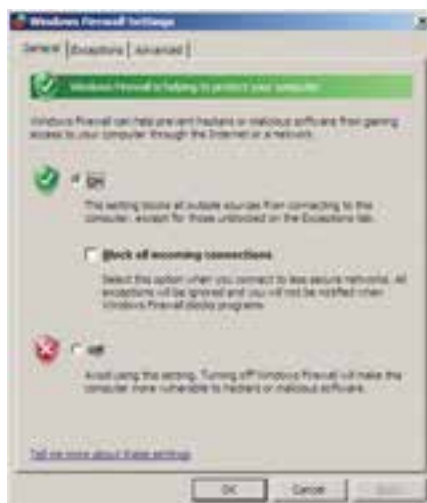 Windows Firewall Settings
General Exceptions Advanced
Windows Firewall is helping to protect your computer
Windows Firewall can help prevent hackers or malicious software from gaining
access to your computer through the Internet or a network.
On
This setting blocks all outside sources from connecting to this
computer, except for those unblocked on the Exceptions tab.
Block all incoming connections
Select this option when you connect to less secure networks. All
exceptions will be ignored and you will not be notified when
Windows Firewall blocks programs.
Off
Avoid using this setting. Turning off Windows Firewall will make this
computer more vulnerable to hackers or malicious software.
Tell me more about these settings
OK Cancel Apply